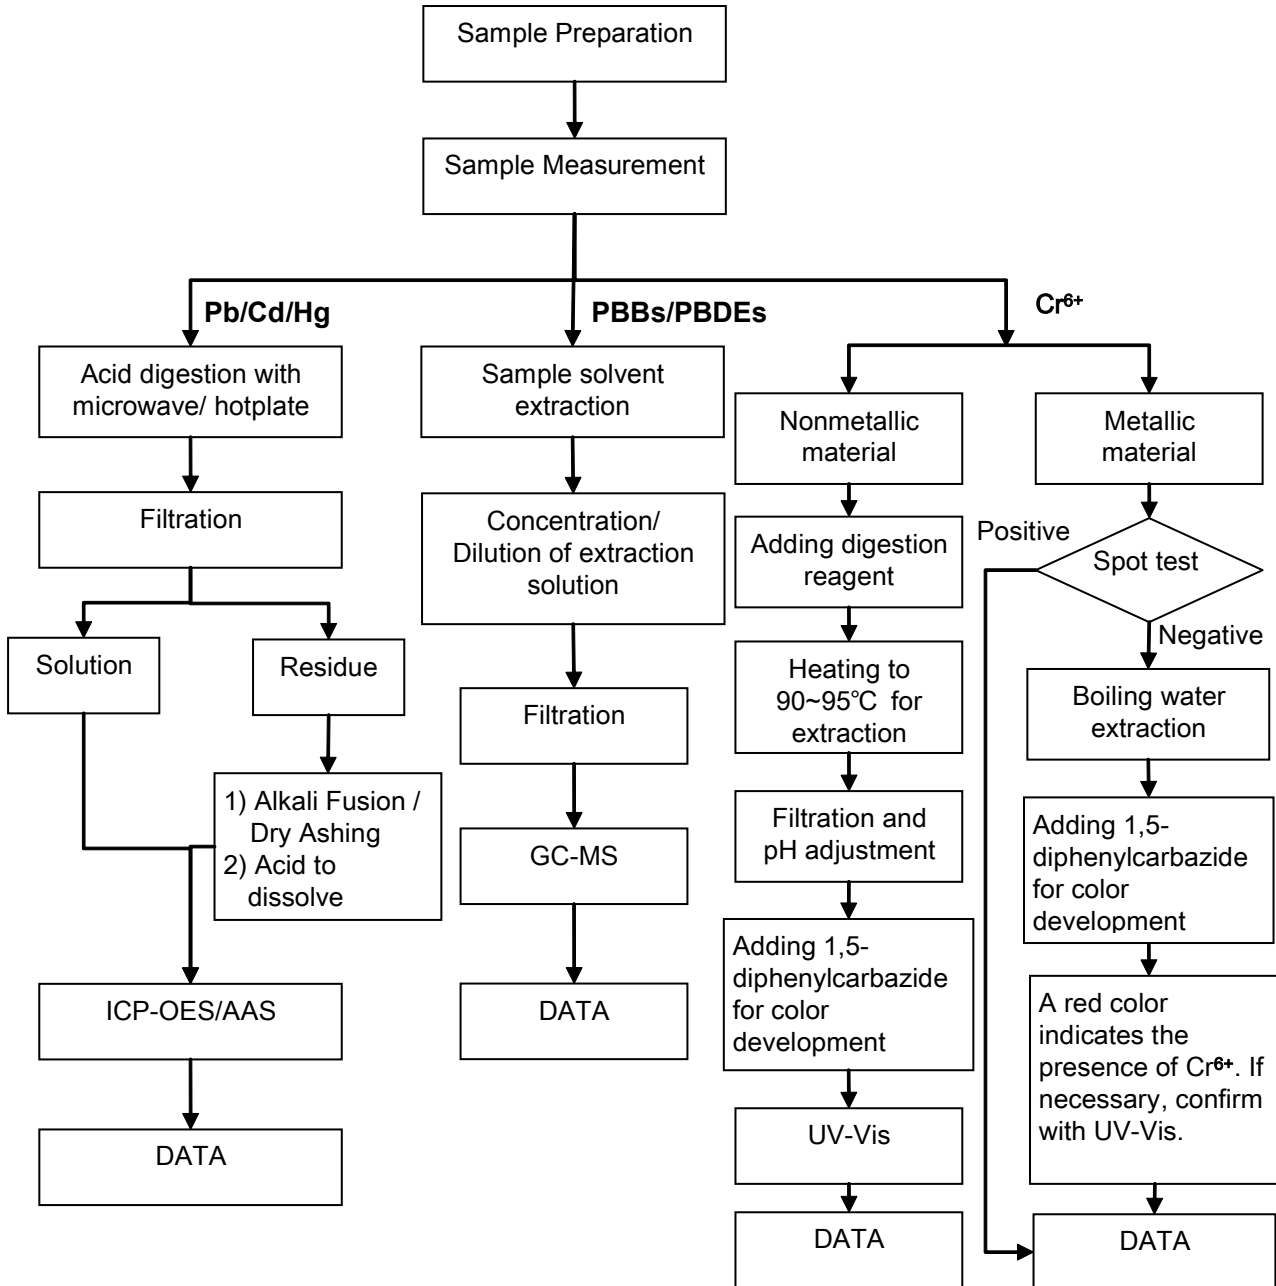 Sample Preparation
Sample Measurement
Pb/Cd/Hg
PBBs/PBDEs
Cr⁶⁺
Acid digestion with
microwave/ hotplate
Filtration
Solution
Residue
1) Alkali Fusion /
Dry Ashing
2) Acid to
dissolve
ICP-OES/AAS
DATA
Sample solvent
extraction
Concentration/
Dilution of extraction
solution
Filtration
GC-MS
DATA
Nonmetallic
material
Adding digestion
reagent
Heating to
90~95℃ for
extraction
Filtration and
pH adjustment
Adding 1,5-
diphenylcarbazide
for color
development
UV-Vis
DATA
Metallic
material
Spot test
Positive
Negative
Boiling water
extraction
Adding 1,5-
diphenylcarbazide
for color
development
A red color
indicates the
presence of Cr⁶⁺. If
necessary, confirm
with UV-Vis.
DATA